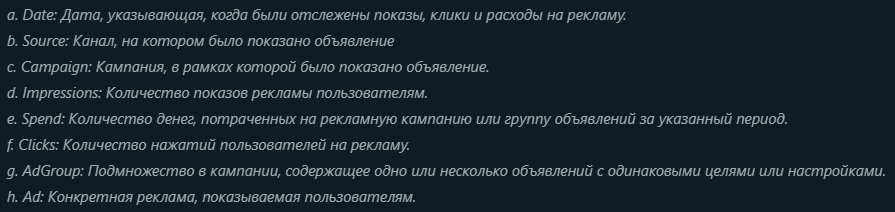 a. Date: Дата, указывающая, когда были отслежены показы, клики и расходы на рекламу.
b. Source: Канал, на котором было показано объявление
c. Campaign: Кампания, в рамках которой было показано объявление.
d. Impressions: Количество показов рекламы пользователям.
e. Spend: Количество денег, потраченных на рекламную кампанию или группу объявлений за указанный период.
f. Clicks: Количество нажатий пользователей на рекламу.
g. AdGroup: Подмножество в кампании, содержащее одно или несколько объявлений с одинаковыми целями или настройками.
h. Ad: Конкретная реклама, показываемая пользователям.